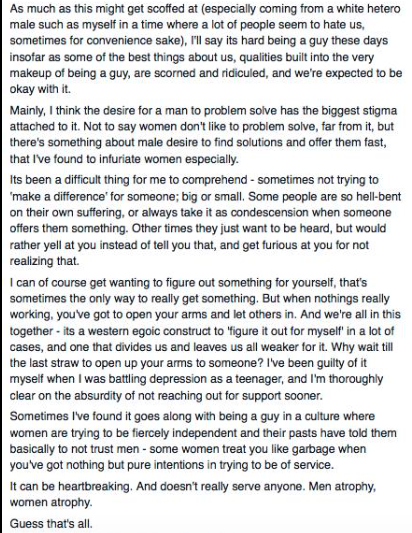 As much as this might get scoffed at (especially coming from a white hetero
male such as myself in a time where a lot of people seem to hate us,
sometimes for convenience sake), I'll say its hard being a guy these days
insofar as some of the best things about us, qualities built into the very
makeup of being a guy, are scorned and ridiculed, and we're expected to be
okay with it.
Mainly, I think the desire for a man to problem solve has the biggest stigma
attached to it. Not to say women don't like to problem solve, far from it, but
there's something about male desire to find solutions and offer them fast,
that I've found to infuriate women especially.
Its been a difficult thing for me to comprehend - sometimes not trying to
'make a difference' for someone; big or small. Some people are so hell-bent
on their own suffering, or always take it as condescension when someone
offers them something. Other times they just want to be heard, but would
rather yell at you instead of tell you that, and get furious at you for not
realizing that.
I can of course get wanting to figure out something for yourself, that's
sometimes the only way to really get something. But when nothings really
working, you've got to open your arms and let others in. And we're all in this
together - its a western egoic construct to 'figure it out for myself' in a lot of
cases, and one that divides us and leaves us all weaker for it. Why wait till
the last straw to open up your arms to someone? I've been guilty of it
myself when I was battling depression as a teenager, and I'm thoroughly
clear on the absurdity of not reaching out for support sooner.
Sometimes I've found it goes along with being a guy in a culture where
women are trying to be fiercely independent and their pasts have told them
basically to not trust men - some women treat you like garbage when
you've got nothing but pure intentions in trying to be of service.
It can be heartbreaking. And doesn't really serve anyone. Men atrophy,
women atrophy.
Guess that's all.